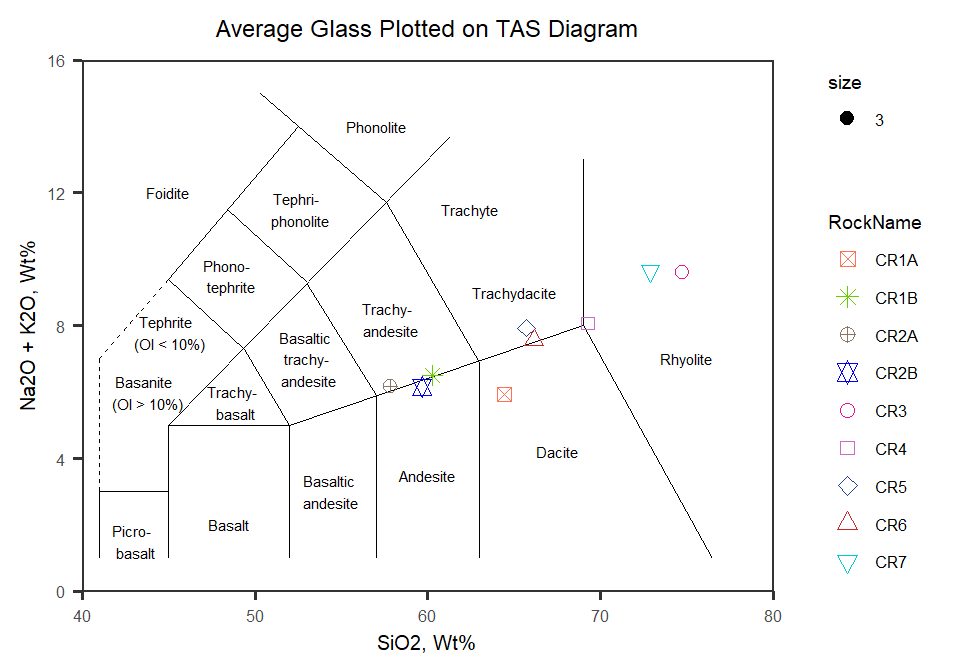 Average Glass Plotted on TAS Diagram
Na2O + K2O, Wt%
16
12
8
4
0
40
50
60
70
80
SiO2, Wt%
Phonolite
Foidite
Tephri-
phonolite
Trachyte
Phono-
tephrite
Trachydacite
Tephrite
(Ol < 10%)
Trachy-
andesite
Basaltic
trachy-
andesite
Rhyolite
Basanite
(Ol > 10%)
Trachy-
basalt
Dacite
Andesite
Basaltic
andesite
Basalt
Picro-
basalt
size
3
RockName
CR1A
CR1B
CR2A
CR2B
CR3
CR4
CR5
CR6
CR7